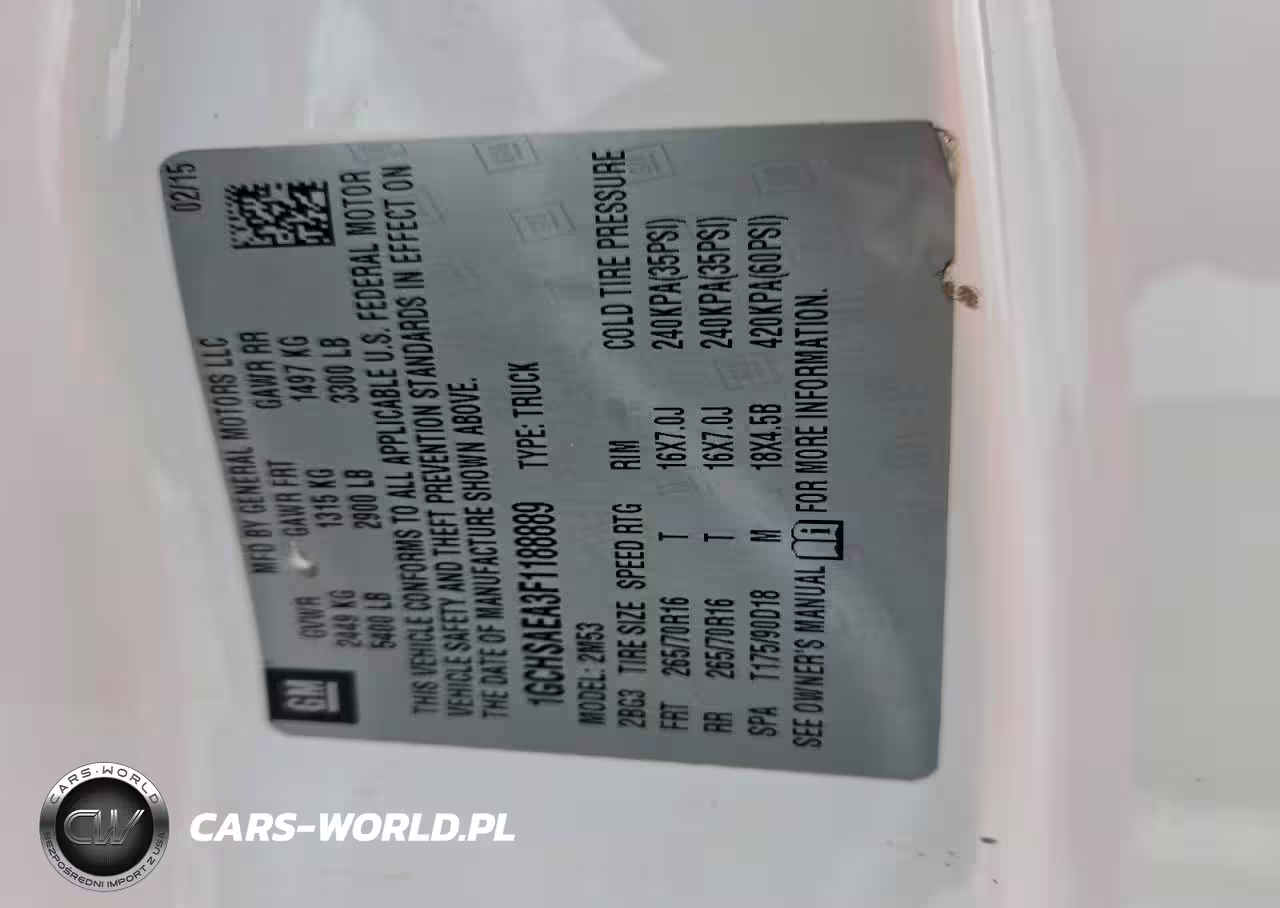 02/15
MFD BY GENERAL MOTORS LLC
GVWR GAWR FRT GAWR RR
2449 KG 1315 KG 1497 KG
5400 LB 2900 LB 3300 LB
GM
THIS VEHICLE CONFORMS TO ALL APPLICABLE U.S. FEDERAL MOTOR
VEHICLE SAFETY AND THEFT PREVENTION STANDARDS IN EFFECT ON
THE DATE OF MANUFACTURE SHOWN ABOVE.
1GCHSAEA3F1188889 TYPE: TRUCK
MODEL: 2M53
2BG3 TIRE SIZE SPEED RTG RIM COLD TIRE PRESSURE
FRT 265/70R16 T 16X7.0J 240KPA(35PSI)
RR 265/70R16 T 16X7.0J 240KPA(35PSI)
SPA T175/90D18 M 18X4.5B 420KPA(60PSI)
SEE OWNER'S MANUAL i FOR MORE INFORMATION.
CARS-WORLD
CW
BEZPOŚREDNI IMPORT Z USA
CARS-WORLD.PL